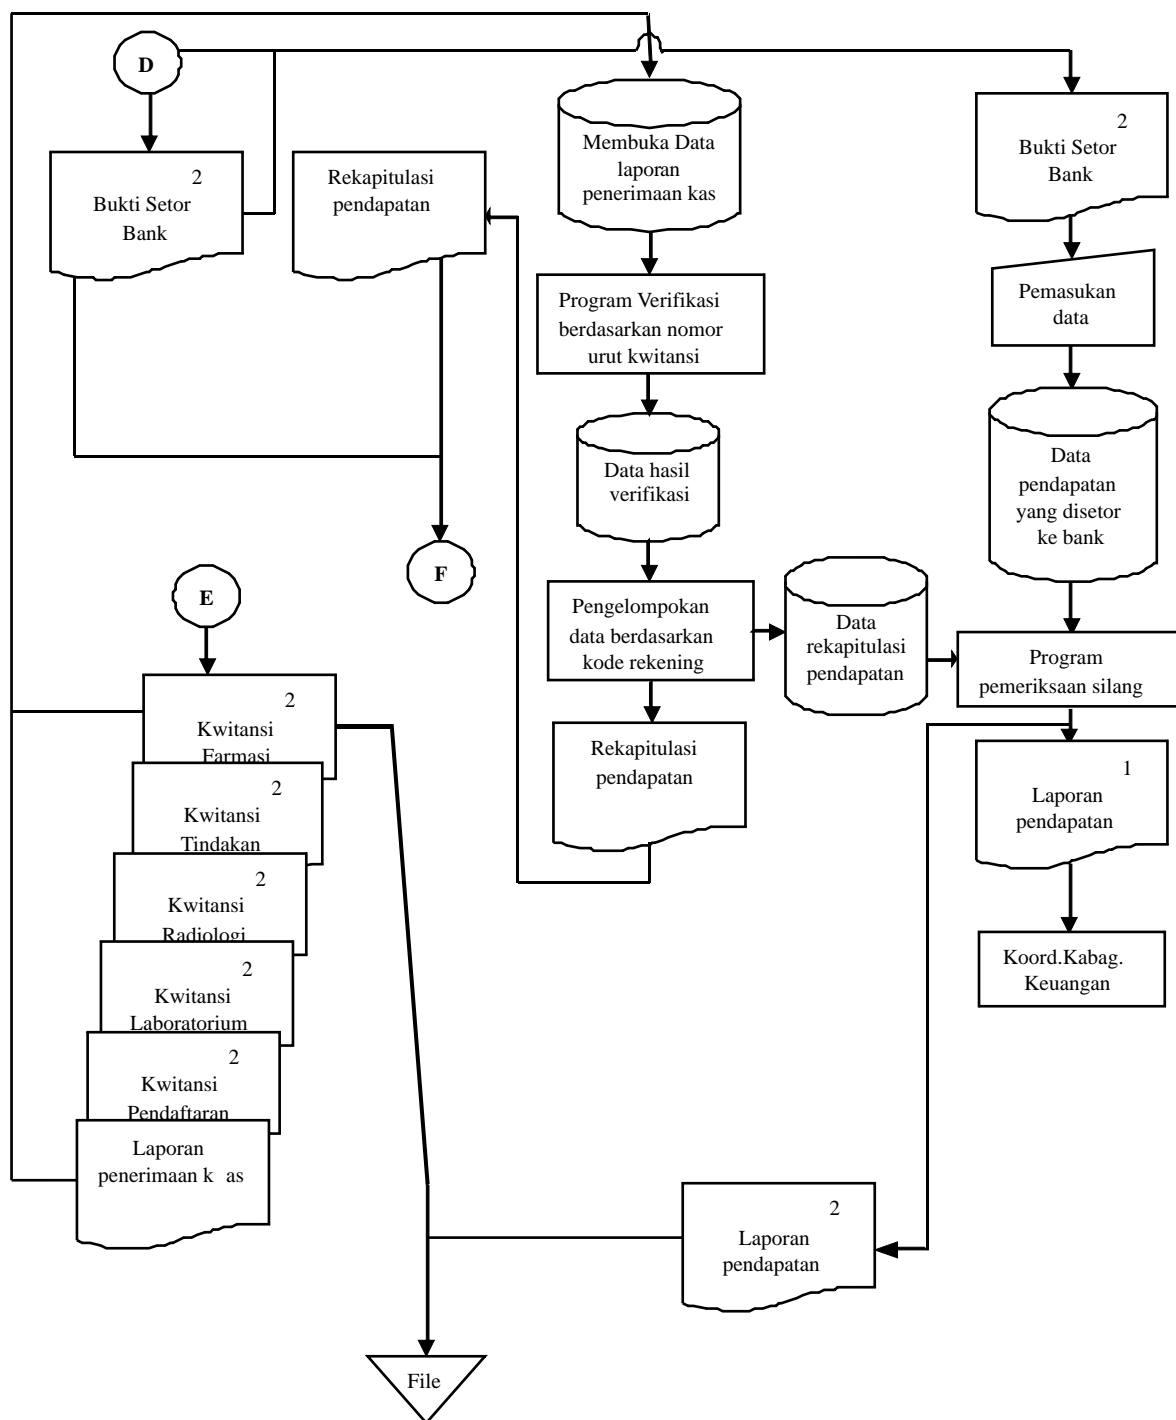 D
2
Bukti Setor
Bank
Rekapitulasi
pendapatan
F
E
2
Kwitansi
Farmasi
2
Kwitansi
Tindakan
2
Kwitansi
Radiologi
2
Kwitansi
Laboratorium
2
Kwitansi
Pendaftaran
Laporan
penerimaan k as
Membuka Data
laporan
penerimaan kas
Program Verifikasi
berdasarkan nomor
urut kwitansi
Data hasil
verifikasi
Pengelompokan
data berdasarkan
kode rekening
Rekapitulasi
pendapatan
Data
rekapitulasi
pendapatan
2
Bukti Setor
Bank
Pemasukan
data
Data
pendapatan
yang disetor
ke bank
Program
pemeriksaan silang
1
Laporan
pendapatan
Koord.Kabag.
Keuangan
2
Laporan
pendapatan
File